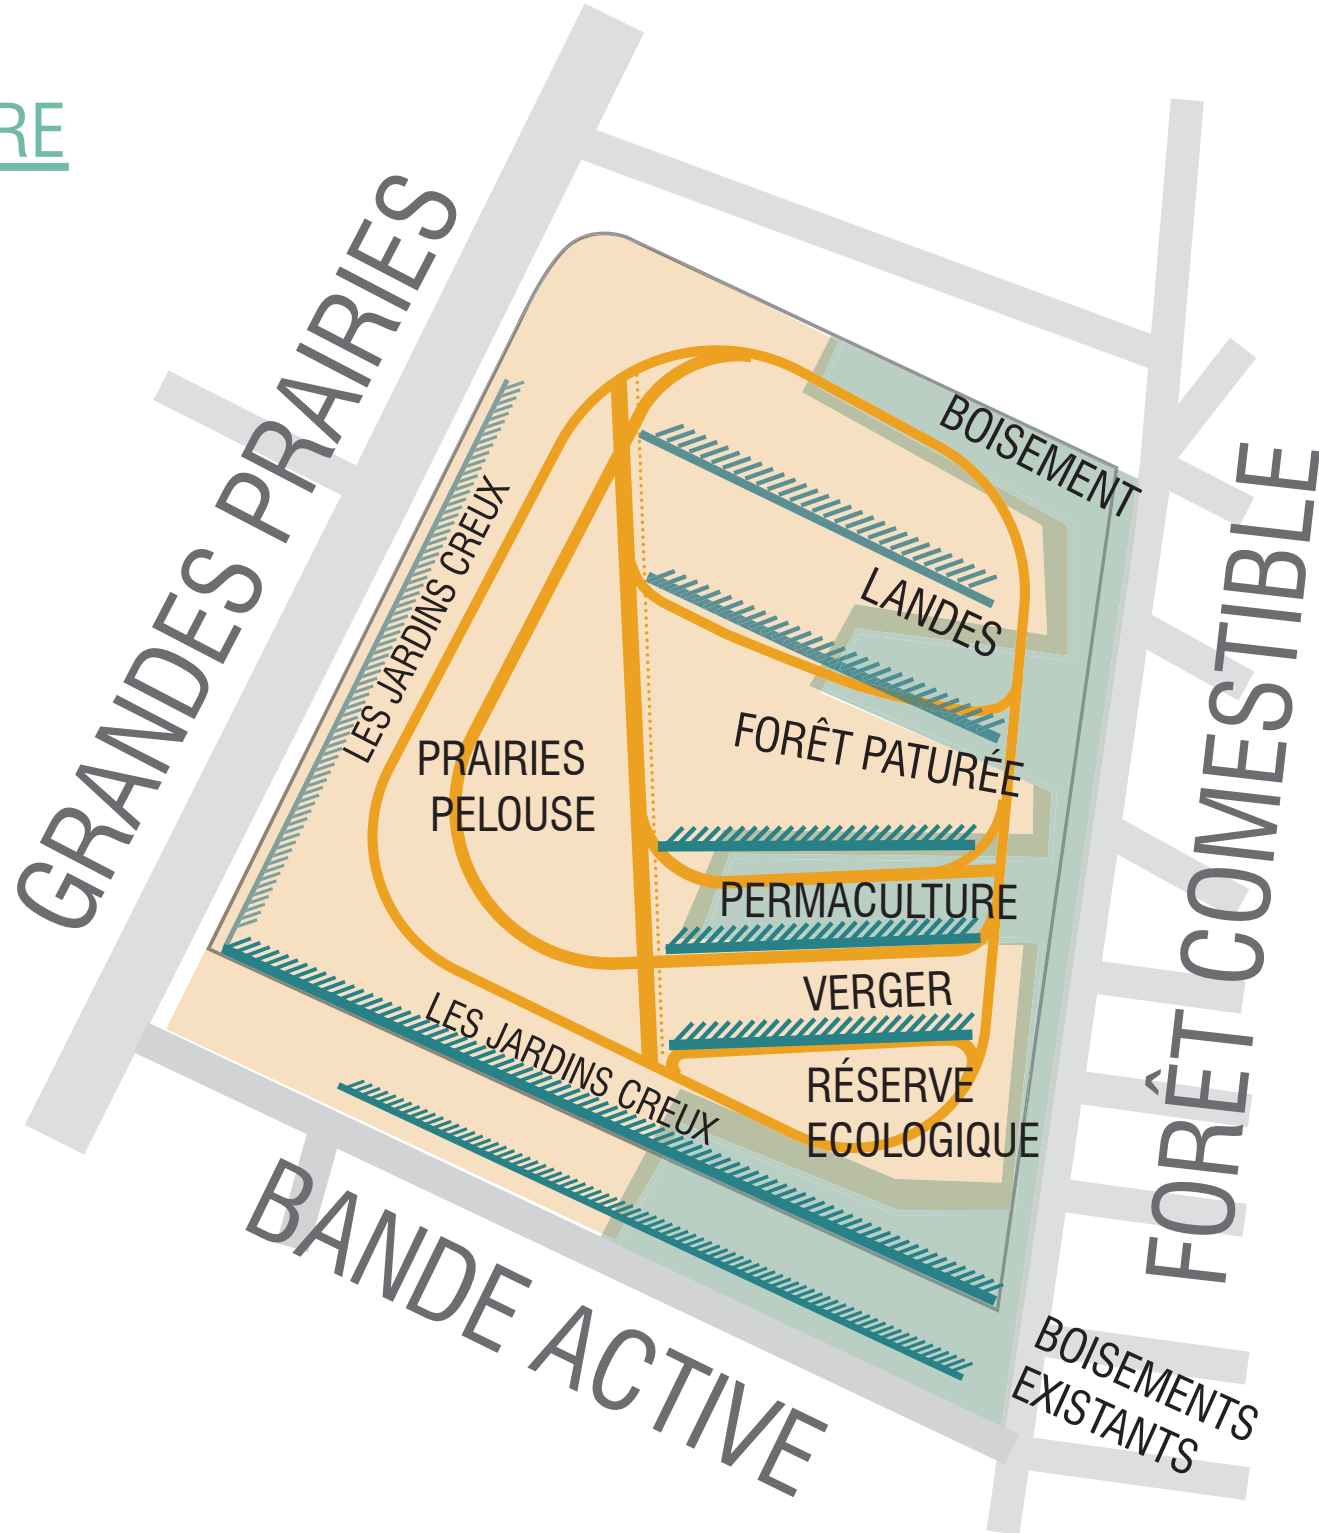 RE
GRANDES PRAIRIES
BOISEMENT
LES JARDINS CREUX
LANDES
FORÊT COMESTIBLE
FORÊT PATURÉE
PRAIRIES
PELOUSE
PERMACULTURE
VERGER
LES JARDINS CREUX
RÉSERVE
ECOLOGIQUE
BANDE ACTIVE
BOISEMENTS
EXISTANTS